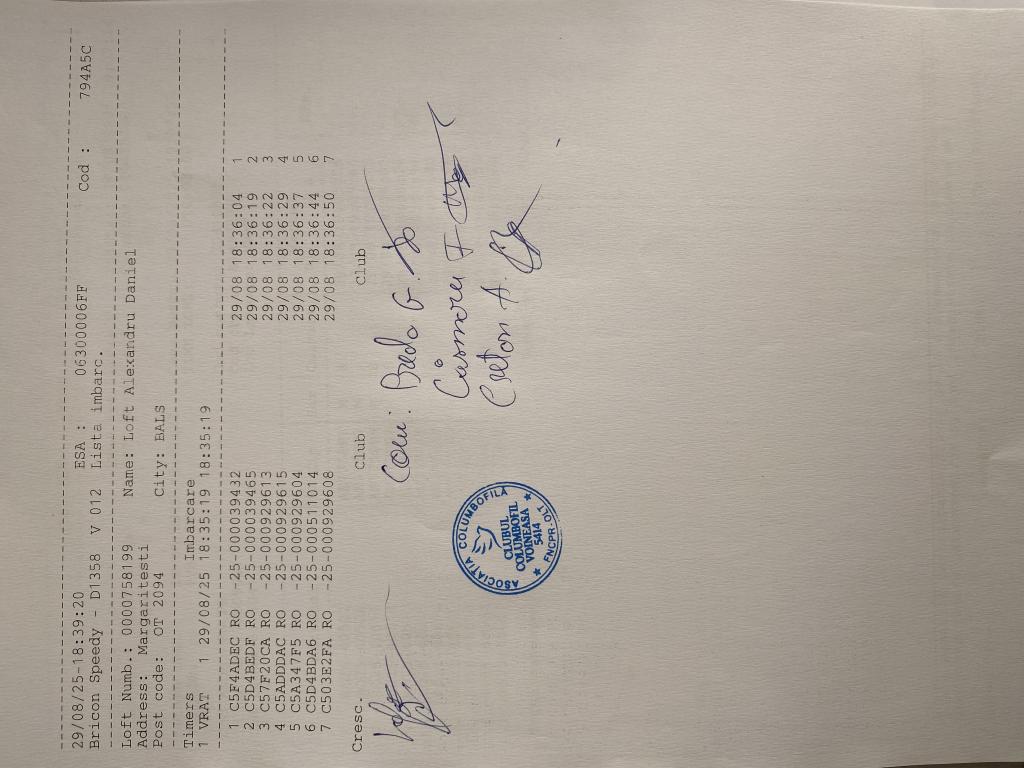 29/08/25-18:39:20 ESA : 06300006FF Cod : 794A5C
Bricon Speedy - D1358 V 012 Lista imbarc.
Loft Numb.: 0000758199 Name: Loft Alexandru Daniel
Address: Margaritesti
Post code: OT 2094 City: BALS
Timers Imbarcare
1 VRAT 1 29/08/25 18:35:19 18:35:19
1 C5F4ADEC RO -25-000039432 29/08 18:36:04 1
2 C5D4BEDF RO -25-000039465 29/08 18:36:19 2
3 C57F20CA RO -25-000929613 29/08 18:36:22 3
4 C5ADDDAC RO -25-000929615 29/08 18:36:29 4
5 C5A347F5 RO -25-000929604 29/08 18:36:37 5
6 C5D4BDA6 RO -25-000511014 29/08 18:36:44 6
7 C503E2FA RO -25-000929608 29/08 18:36:50 7
Cresc. Club Club
G.
F
Creton A.
ASOCIATIA COLUMBOFILA
CLUBUL
COLUMBOFIL
VOINEASA
5414
FNCPR-OLT